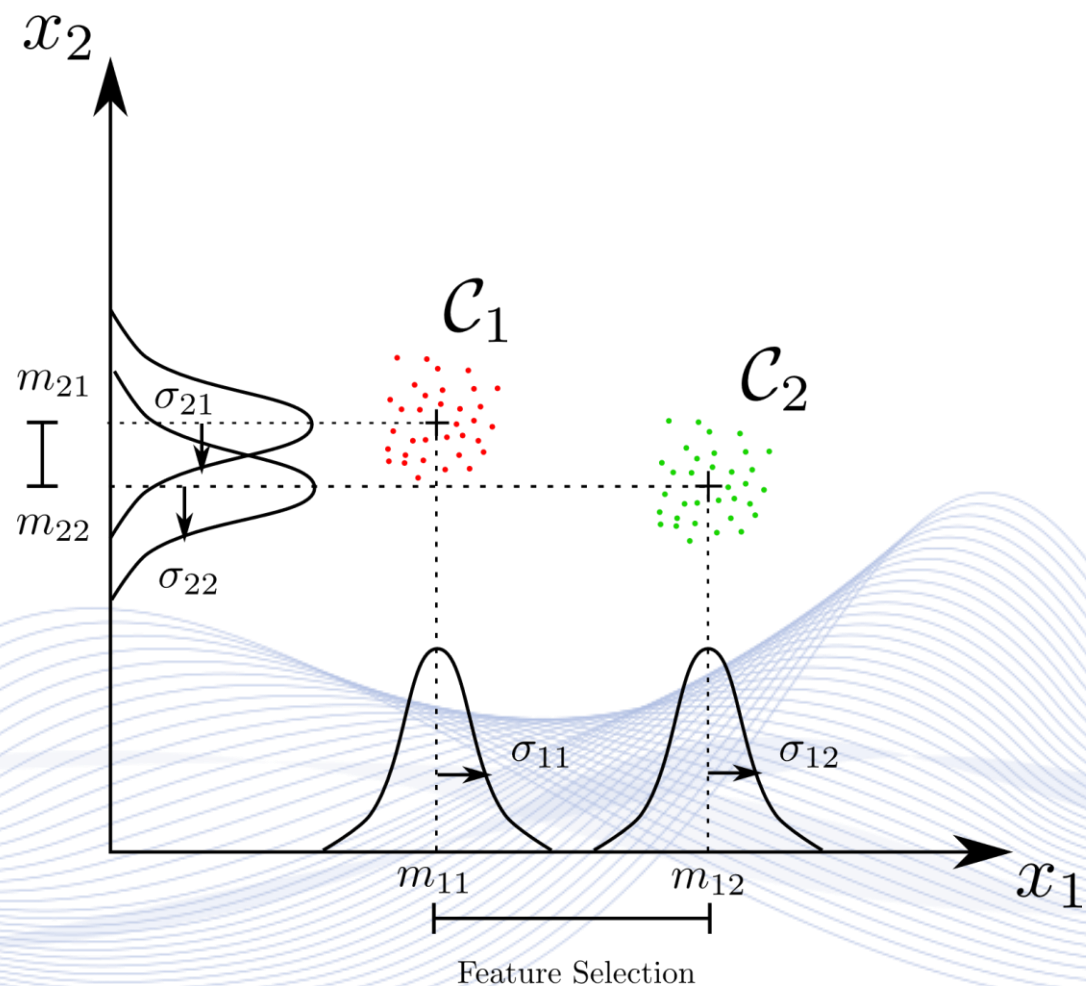 x₂
𝒞₁
𝒞₂
m₂₁
σ₂₁
m₂₂
σ₂₂
σ₁₁
σ₁₂
m₁₁
m₁₂
x₁
Feature Selection